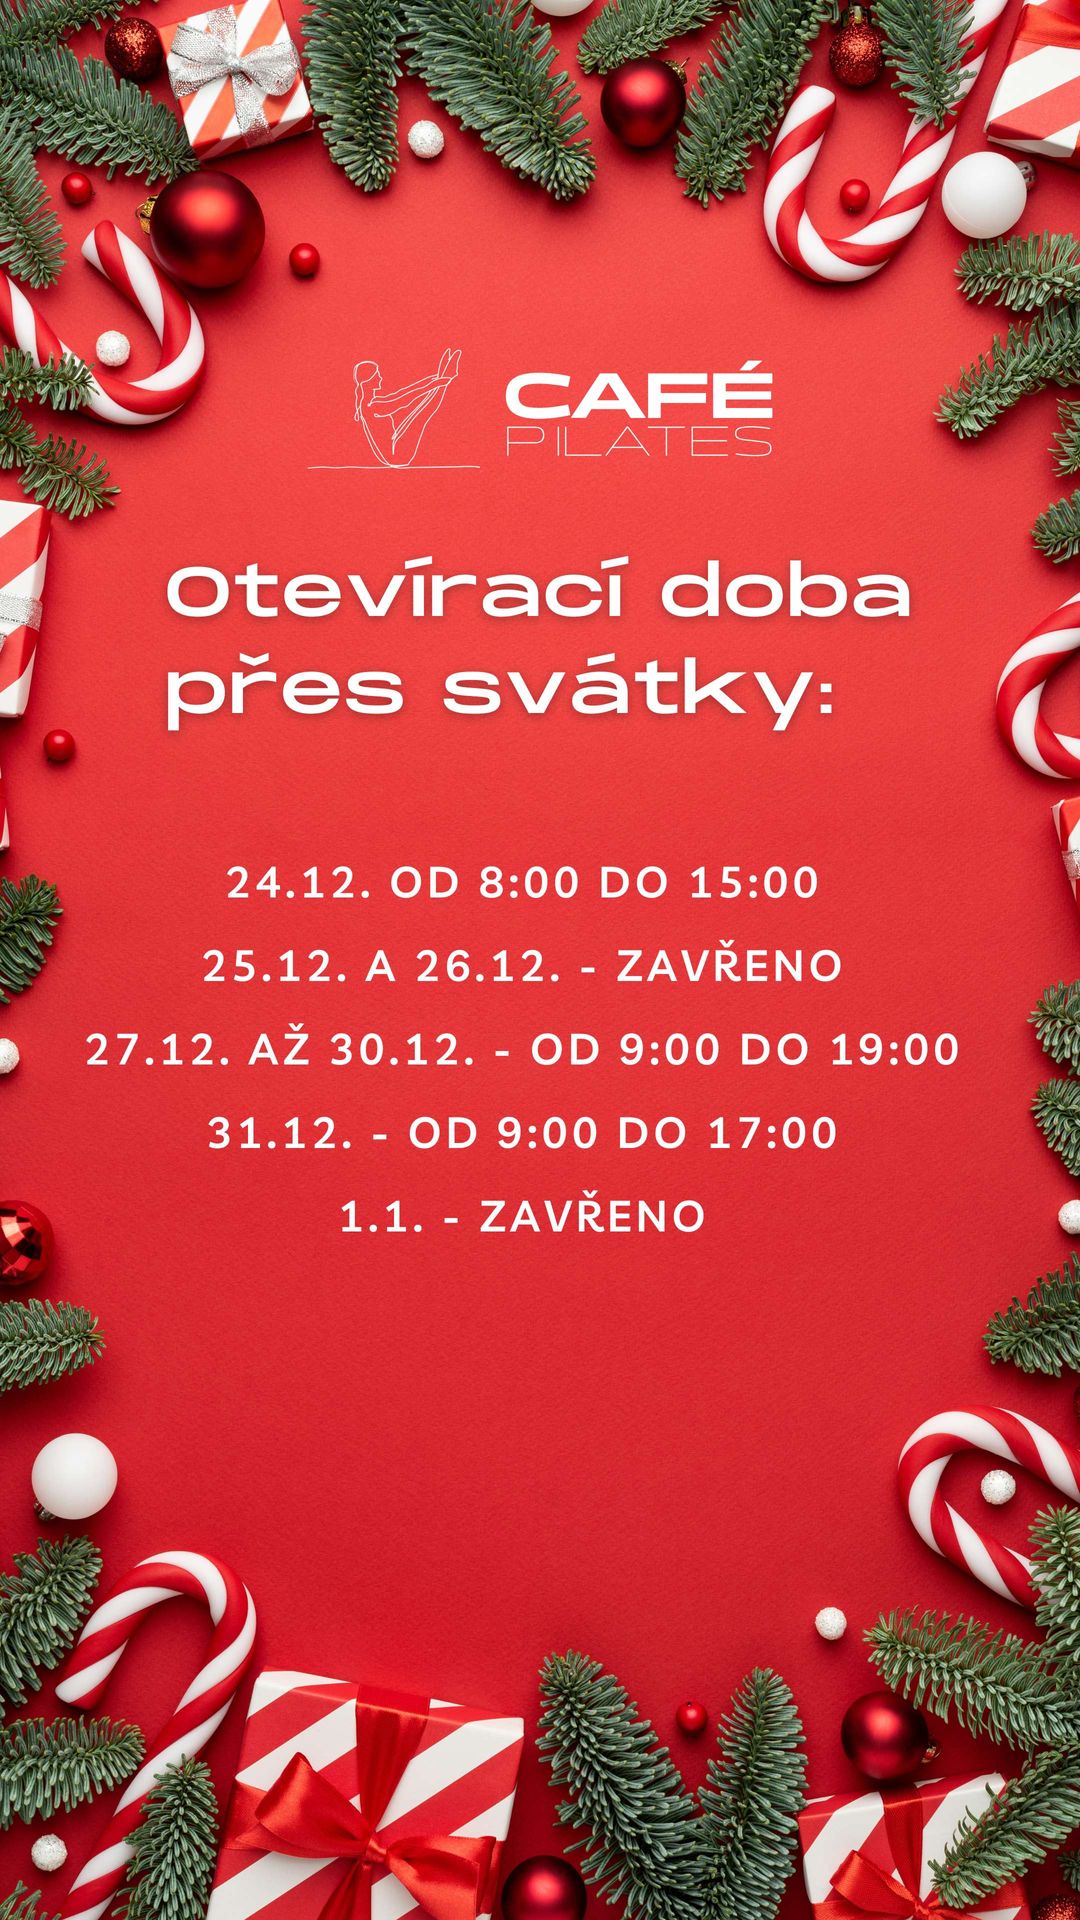 CAFÉ
PILATES
Otevírací doba
přes svátky:
24.12. OD 8:00 DO 15:00
25.12. A 26.12. - ZAVŘENO
27.12. AŽ 30.12. - OD 9:00 DO 19:00
31.12. - OD 9:00 DO 17:00
1.1. - ZAVŘENO